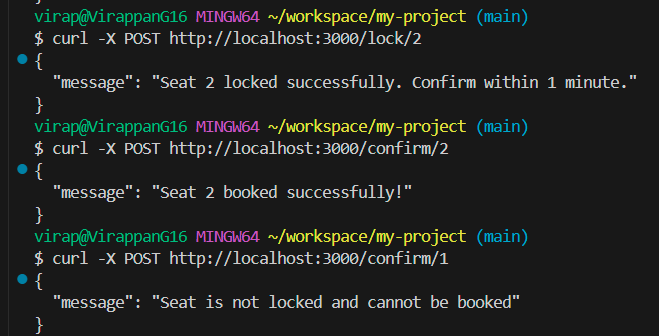 virap@VirappanG16 MINGW64 ~/workspace/my-project (main)
$ curl -X POST http://localhost:3000/lock/2
{
  "message": "Seat 2 locked successfully. Confirm within 1 minute."
}
virap@VirappanG16 MINGW64 ~/workspace/my-project (main)
$ curl -X POST http://localhost:3000/confirm/2
{
  "message": "Seat 2 booked successfully!"
}
virap@VirappanG16 MINGW64 ~/workspace/my-project (main)
$ curl -X POST http://localhost:3000/confirm/1
{
  "message": "Seat is not locked and cannot be booked"
}